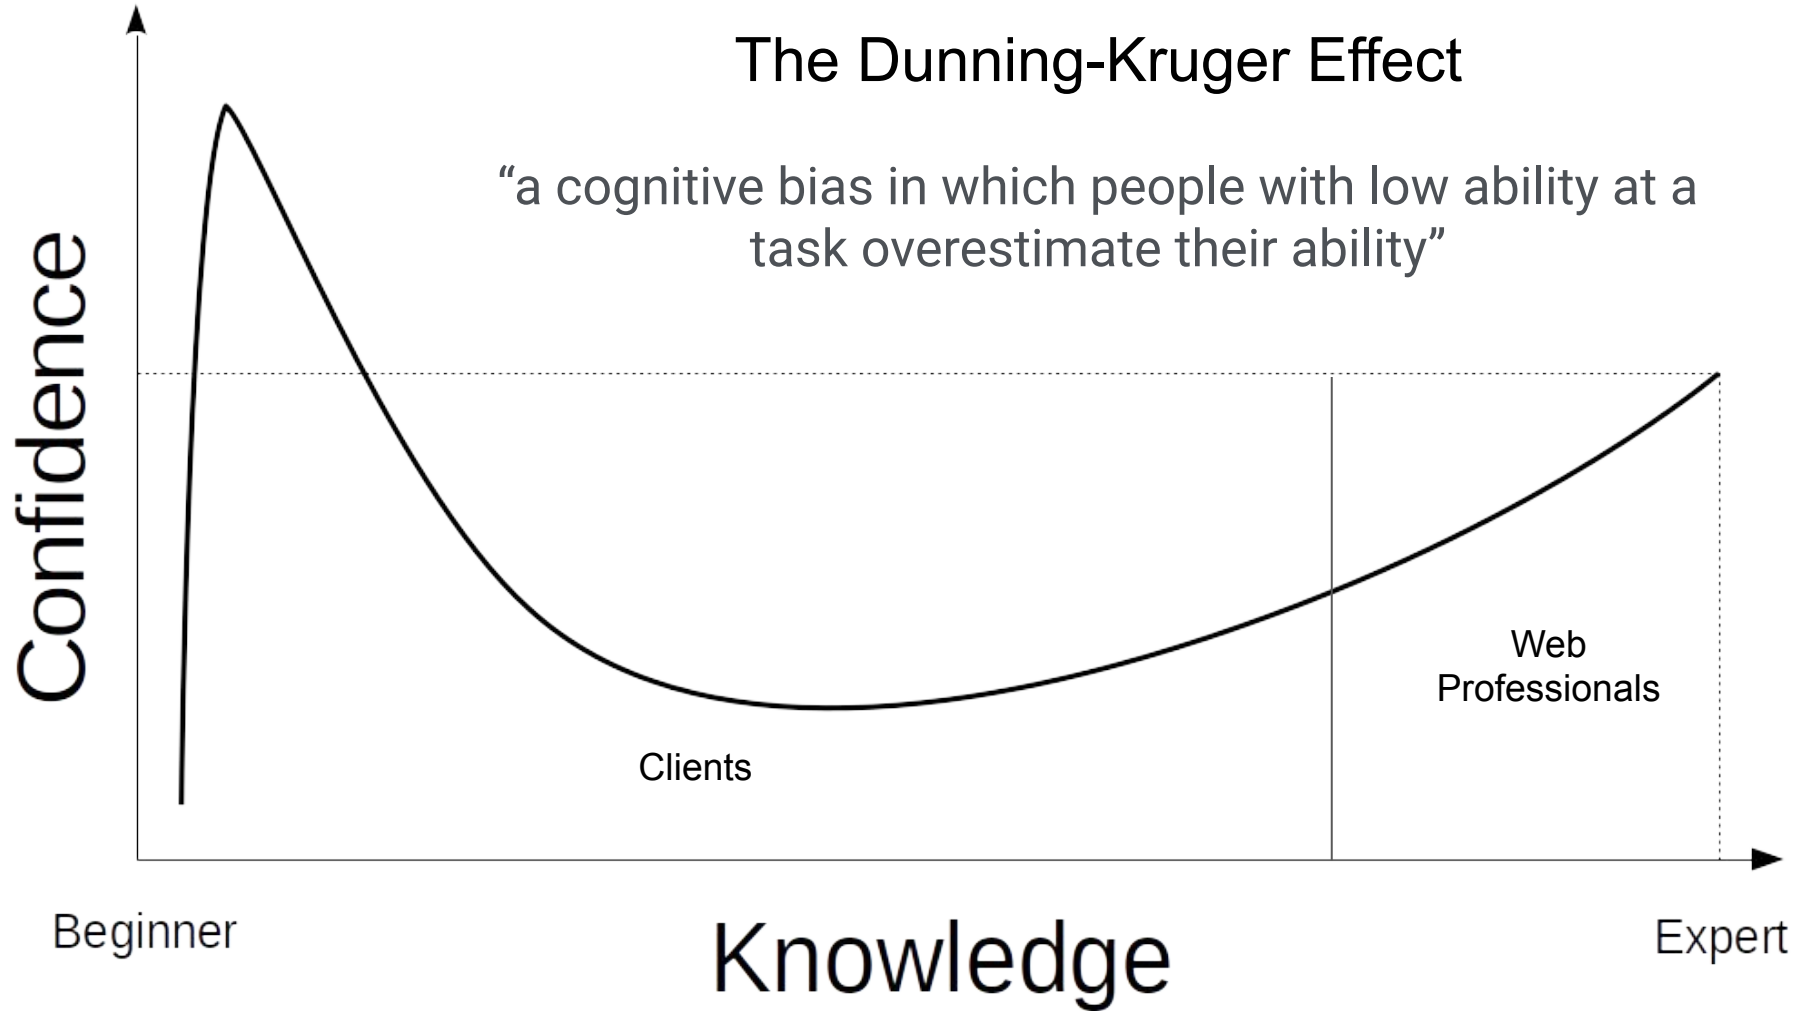 The Dunning-Kruger Effect
“a cognitive bias in which people with low ability at a
task overestimate their ability”
Confidence
Web
Professionals
Clients
Beginner
Knowledge
Expert